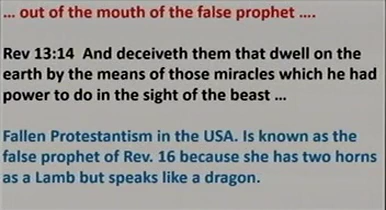 ... out of the mouth of the false prophet ....
Rev 13:14 And deceiveth them that dwell on the
earth by the means of those miracles which he had
power to do in the sight of the beast ...
Fallen Protestantism in the USA. Is known as the
false prophet of Rev. 16 because she has two horns
as a Lamb but speaks like a dragon.